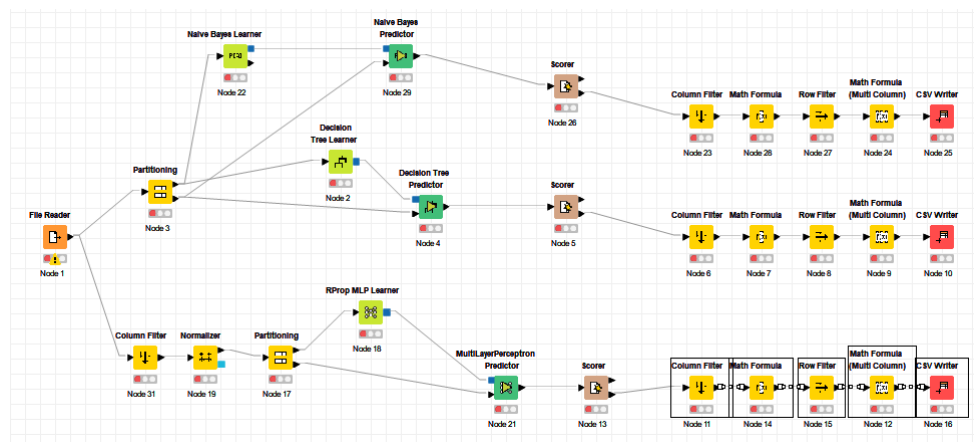 Naive Bayes Learner
Node 22
Naive Bayes
Predictor
Node 29
Scorer
Node 26
Column Filter
Node 23
Math Formula
Node 28
Row Filter
Node 27
Math Formula
(Multi Column)
Node 24
CSV Writer
Node 25
Decision
Tree Learner
Node 2
Partitioning
Node 3
Decision Tree
Predictor
Node 4
Scorer
Node 5
File Reader
Node 1
Column Filter
Node 6
Math Formula
Node 7
Row Filter
Node 8
Math Formula
(Multi Column)
Node 9
CSV Writer
Node 10
RProp MLP Learner
Node 18
Column Filter
Node 31
Normalizer
Node 19
Partitioning
Node 17
MultiLayerPerceptron
Predictor
Node 21
Scorer
Node 13
Column Filter
Node 11
Math Formula
Node 14
Row Filter
Node 15
Math Formula
(Multi Column)
Node 12
CSV Writer
Node 16